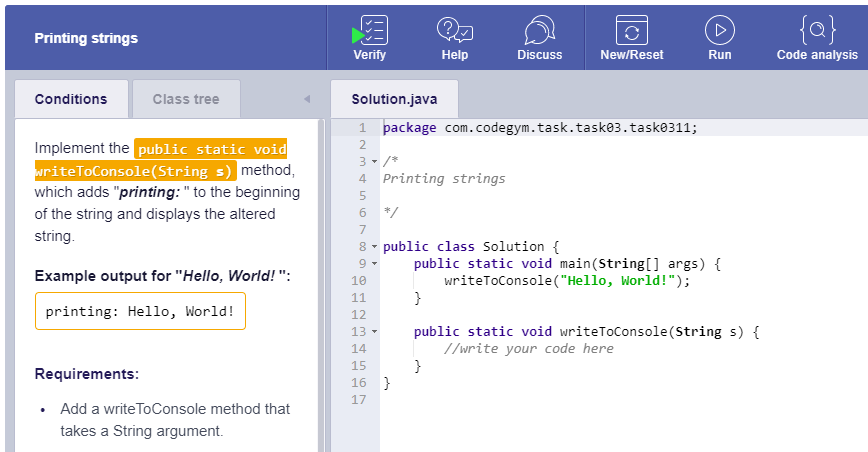 Printing strings
Verify
Help
Discuss
New/Reset
Run
Code analysis
Conditions
Class tree
Implement the public static void
writeToConsole(String s) method,
which adds "printing: " to the beginning
of the string and displays the altered
string.
Example output for "Hello, World! ":
printing: Hello, World!
Requirements:
• Add a writeToConsole method that
takes a String argument.
Solution.java
1 package com.codegym.task.task03.task0311;
2
3 /*
4 Printing strings
5
6 */
7
8 public class Solution {
9     public static void main(String[] args) {
10         writeToConsole("Hello, World!");
11     }
12
13     public static void writeToConsole(String s) {
14         //write your code here
15     }
16 }
17